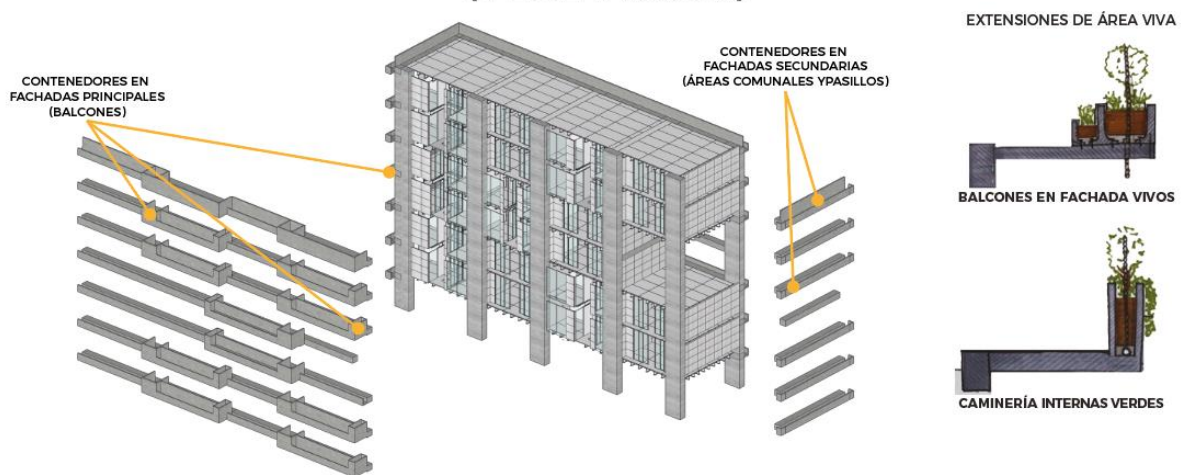 EXTENSIONES DE ÁREA VIVA
CONTENEDORES EN
FACHADAS PRINCIPALES
(BALCONES)
CONTENEDORES EN
FACHADAS SECUNDARIAS
(ÁREAS COMUNALES YPASILLOS)
BALCONES EN FACHADA VIVOS
CAMINERÍA INTERNAS VERDES